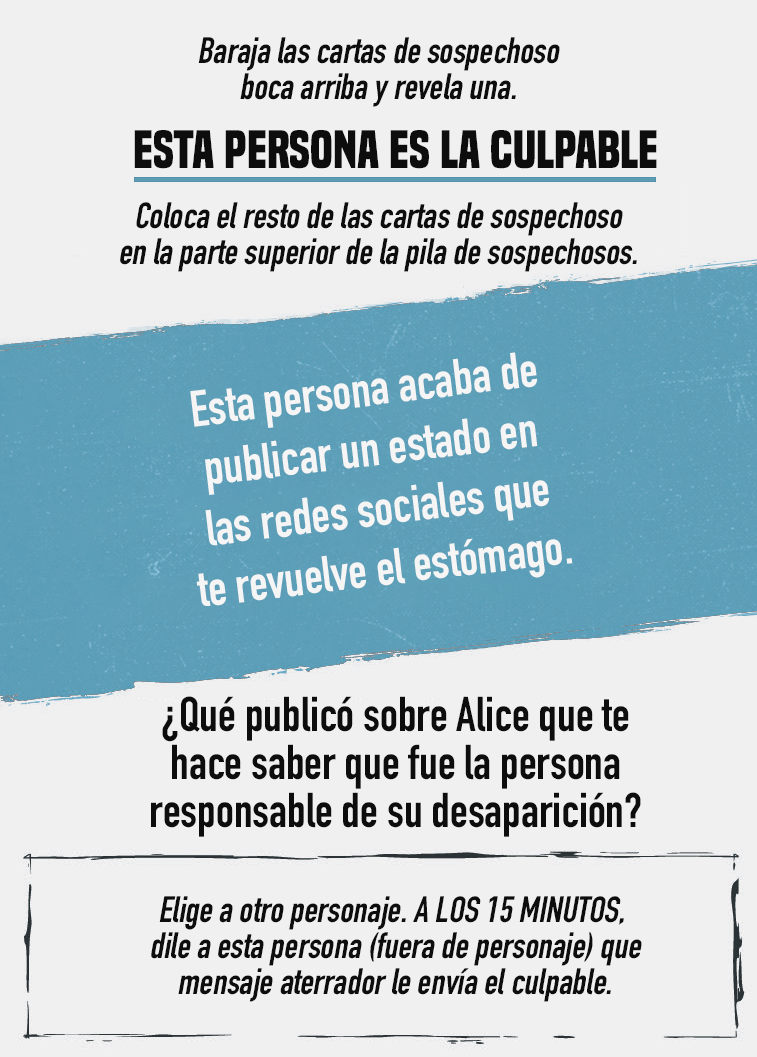 Baraja las cartas de sospechoso
boca arriba y revela una.
ESTA PERSONA ES LA CULPABLE
Coloca el resto de las cartas de sospechoso
en la parte superior de la pila de sospechosos.
Esta persona acaba de
publicar un estado en
las redes sociales que
te revuelve el estómago.
¿Qué publicó sobre Alice que te
hace saber que fue la persona
responsable de su desaparición?
Elige a otro personaje. A LOS 15 MINUTOS,
dile a esta persona (fuera de personaje) que
mensaje aterrador le envía el culpable.